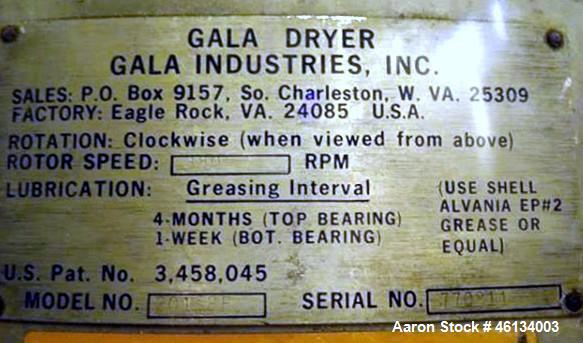 GALA DRYER
GALA INDUSTRIES, INC.
SALES: P.O. Box 9157, So. Charleston, W. VA. 25309
FACTORY: Eagle Rock, VA. 24085 U.S.A.
ROTATION: Clockwise (when viewed from above)
ROTOR SPEED: RPM
LUBRICATION: Greasing Interval
4-MONTHS (TOP BEARING)
1-WEEK (BOT. BEARING)
(USE SHELL
ALVANIA EP#2
GREASE OR
EQUAL)
U.S. Pat. No. 3,458,045
MODEL NO. SERIAL NO.
Aaron Stock # 46134003